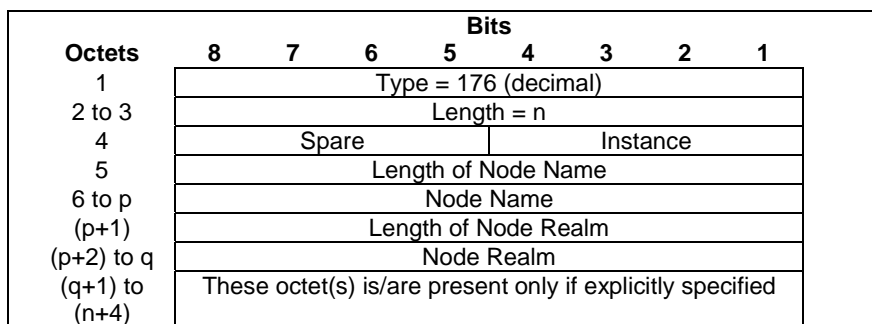 Bits
Octets 8 7 6 5 4 3 2 1
1 Type = 176 (decimal)
2 to 3 Length = n
4 Spare Instance
5 Length of Node Name
6 to p Node Name
(p+1) Length of Node Realm
(p+2) to q Node Realm
(q+1) to These octet(s) is/are present only if explicitly specified
(n+4)